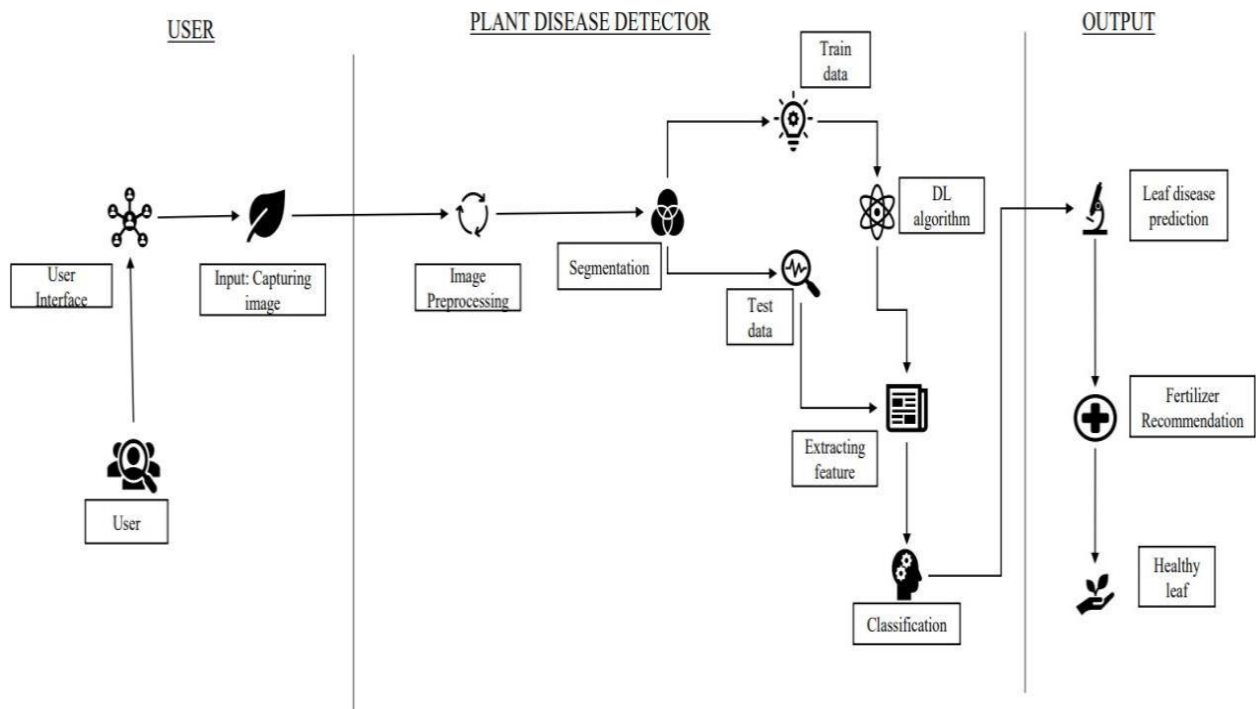 USER
PLANT DISEASE DETECTOR
OUTPUT
Train
data
DL
algorithm
Leaf disease
prediction
User
Interface
Input: Capturing
image
Image
Preprocessing
Segmentation
Test
data
Fertilizer
Recommendation
Extracting
feature
User
Healthy
leaf
Classification